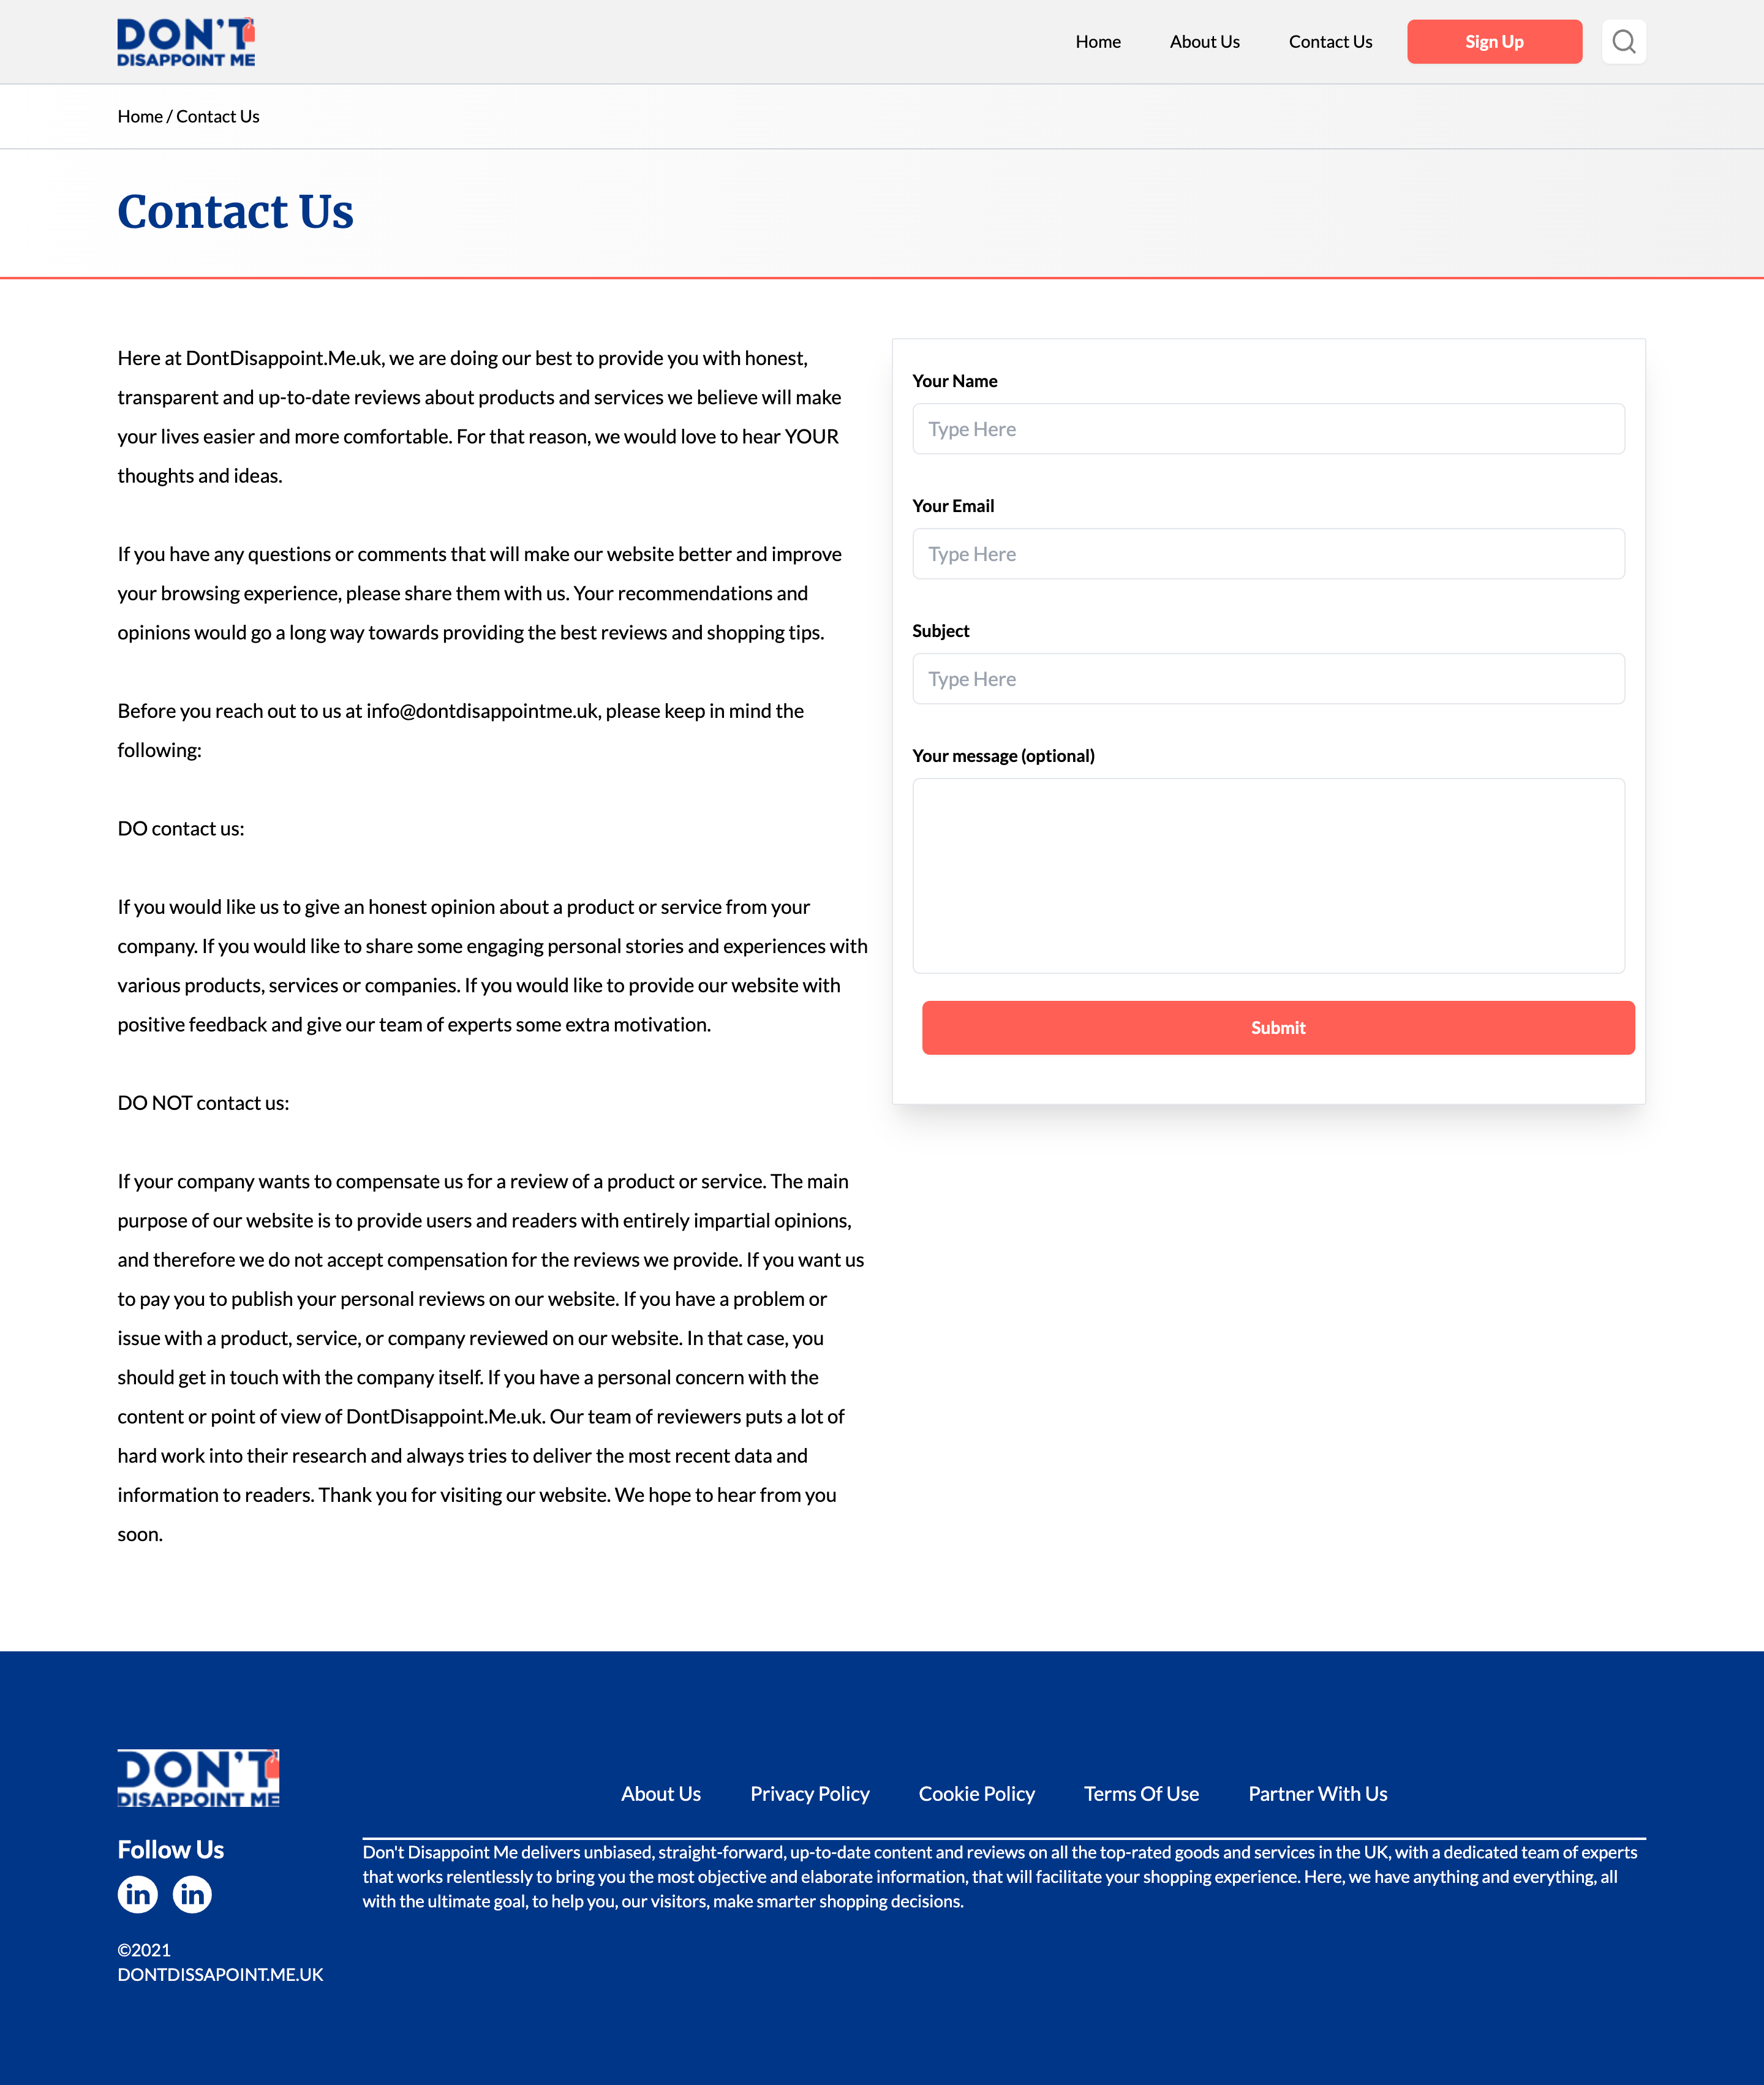 DON'T
DISAPPOINT ME
Home
About Us
Contact Us
Sign Up
Home / Contact Us
Contact Us
Here at DontDisappoint.Me.uk, we are doing our best to provide you with honest,
transparent and up-to-date reviews about products and services we believe will make
your lives easier and more comfortable. For that reason, we would love to hear YOUR
thoughts and ideas.
If you have any questions or comments that will make our website better and improve
your browsing experience, please share them with us. Your recommendations and
opinions would go a long way towards providing the best reviews and shopping tips.
Before you reach out to us at info@dontdisappointme.uk, please keep in mind the
following:
DO contact us:
If you would like us to give an honest opinion about a product or service from your
company. If you would like to share some engaging personal stories and experiences with
various products, services or companies. If you would like to provide our website with
positive feedback and give our team of experts some extra motivation.
DO NOT contact us:
If your company wants to compensate us for a review of a product or service. The main
purpose of our website is to provide users and readers with entirely impartial opinions,
and therefore we do not accept compensation for the reviews we provide. If you want us
to pay you to publish your personal reviews on our website. If you have a problem or
issue with a product, service, or company reviewed on our website. In that case, you
should get in touch with the company itself. If you have a personal concern with the
content or point of view of DontDisappoint.Me.uk. Our team of reviewers puts a lot of
hard work into their research and always tries to deliver the most recent data and
information to readers. Thank you for visiting our website. We hope to hear from you
soon.
Your Name
Type Here
Your Email
Type Here
Subject
Type Here
Your message (optional)
Submit
DON'T
DISAPPOINT ME
Follow Us
in in
©2021
DONTDISSAPOINT.ME.UK
About Us
Privacy Policy
Cookie Policy
Terms Of Use
Partner With Us
Don't Disappoint Me delivers unbiased, straight-forward, up-to-date content and reviews on all the top-rated goods and services in the UK, with a dedicated team of experts
that works relentlessly to bring you the most objective and elaborate information, that will facilitate your shopping experience. Here, we have anything and everything, all
with the ultimate goal, to help you, our visitors, make smarter shopping decisions.